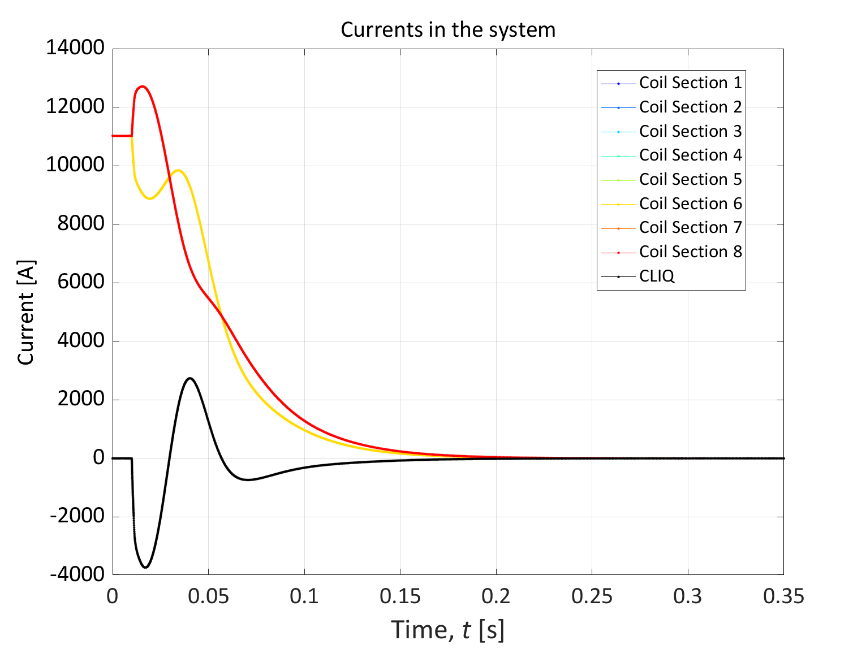 Currents in the system
14000
12000
10000
8000
6000
4000
2000
0
-2000
-4000
Current [A]
Coil Section 1
Coil Section 2
Coil Section 3
Coil Section 4
Coil Section 5
Coil Section 6
Coil Section 7
Coil Section 8
CLIQ
0 0.05 0.1 0.15 0.2 0.25 0.3 0.35
Time, t [s]